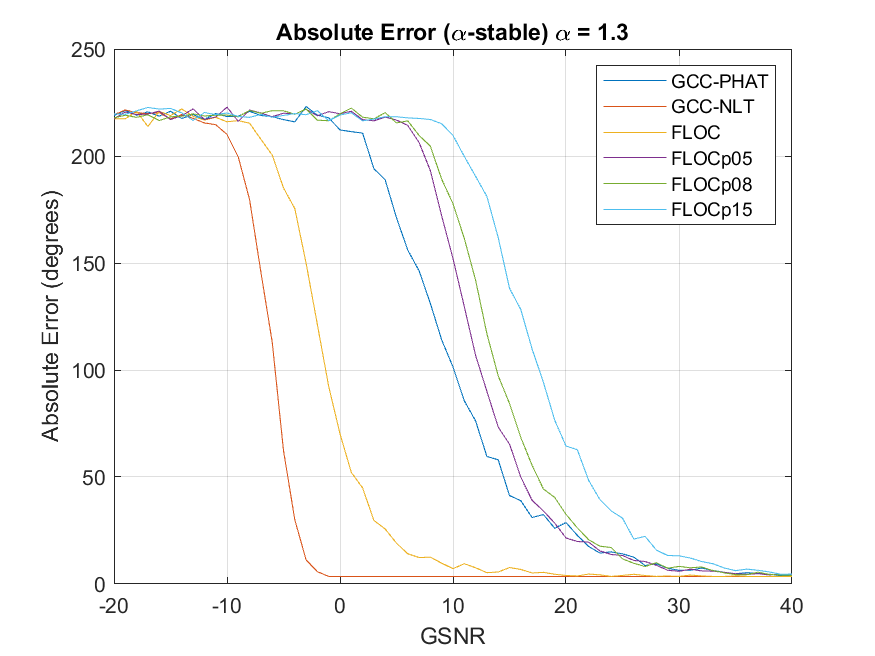 Absolute Error (α-stable) α = 1.3
250
200
150
100
50
0
Absolute Error (degrees)
-20
-10
0
10
20
30
40
GSNR
GCC-PHAT
GCC-NLT
FLOC
FLOCp05
FLOCp08
FLOCp15